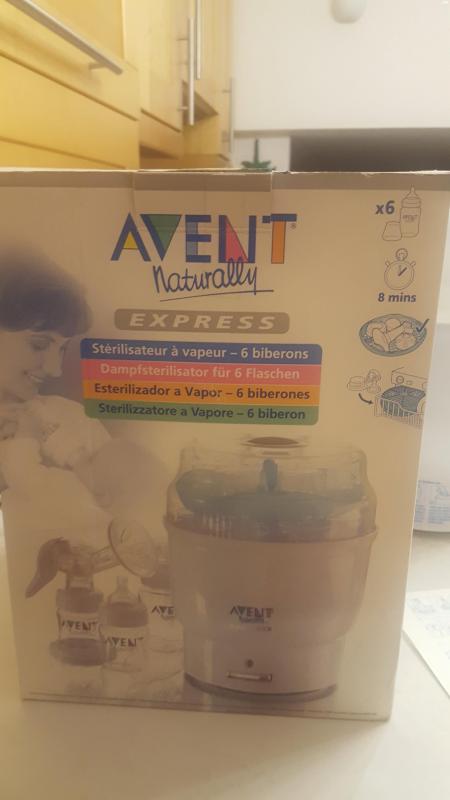 AVENT
Naturally
EXPRESS
Stérilisateur à vapeur – 6 biberons
Dampfsterilisator für 6 Flaschen
Esterilizador a Vapor – 6 biberones
Sterilizzatore a Vapore – 6 biberon
x6
8 mins
AVENT
AVENT
AVE
AVENT